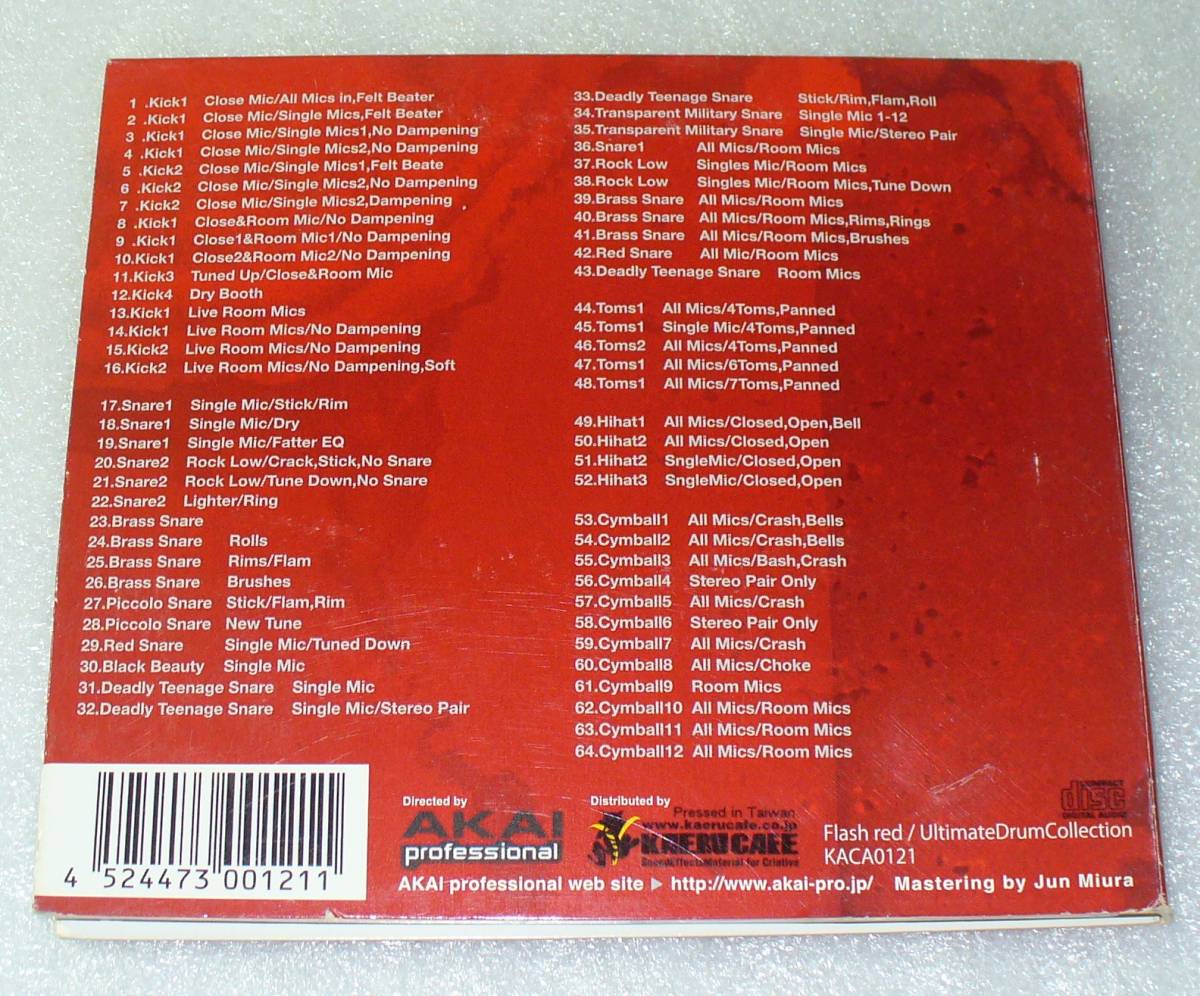 1 .Kick1 Close Mic/All Mics in,Felt Beater
2 .Kick1 Close Mic/Single Mics,Felt Beater
3 .Kick1 Close Mic/Single Mics1,No Dampening
4 .Kick1 Close Mic/Single Mics2,No Dampening
5 .Kick2 Close Mic/Single Mics1,Felt Beate
6 .Kick2 Close Mic/Single Mics2,No Dampening
7 .Kick2 Close Mic/Single Mics2,Dampening
8 .Kick1 Close&Room Mic/No Dampening
9 .Kick1 Close1&Room Mic1/No Dampening
10.Kick1 Close2&Room Mic2/No Dampening
11.Kick3 Tuned Up/Close&Room Mic
12.Kick4 Dry Booth
13.Kick1 Live Room Mics
14.Kick1 Live Room Mics/No Dampening
15.Kick2 Live Room Mics/No Dampening
16.Kick2 Live Room Mics/No Dampening,Soft
17.Snare1 Single Mic/Stick/Rim
18.Snare1 Single Mic/Dry
19.Snare1 Single Mic/Fatter EQ
20.Snare2 Rock Low/Crack,Stick,No Snare
21.Snare2 Rock Low/Tune Down,No Snare
22.Snare2 Lighter/Ring
23.Brass Snare
24.Brass Snare Rolls
25.Brass Snare Rims/Flam
26.Brass Snare Brushes
27.Piccolo Snare Stick/Flam,Rim
28.Piccolo Snare New Tune
29.Red Snare Single Mic/Tuned Down
30.Black Beauty Single Mic
31.Deadly Teenage Snare Single Mic
32.Deadly Teenage Snare Single Mic/Stereo Pair
33.Deadly Teenage Snare Stick/Rim,Flam,Roll
34.Transparent Military Snare Single Mic 1-12
35.Transparent Military Snare Single Mic/Stereo Pair
36.Snare1 All Mics/Room Mics
37.Rock Low Singles Mic/Room Mics
38.Rock Low Singles Mic/Room Mics,Tune Down
39.Brass Snare All Mics/Room Mics
40.Brass Snare All Mics/Room Mics,Rims,Rings
41.Brass Snare All Mics/Room Mics,Brushes
42.Red Snare All Mic/Room Mics
43.Deadly Teenage Snare Room Mics
44.Toms1 All Mics/4Toms,Panned
45.Toms1 Single Mic/4Toms,Panned
46.Toms2 All Mics/4Toms,Panned
47.Toms1 All Mics/6Toms,Panned
48.Toms1 All Mics/7Toms,Panned
49.Hihat1 All Mics/Closed,Open,Bell
50.Hihat2 All Mics/Closed,Open
51.Hihat2 SngleMic/Closed,Open
52.Hihat3 SngleMic/Closed,Open
53.Cymball1 All Mics/Crash,Bells
54.Cymball2 All Mics/Crash,Bells
55.Cymball3 All Mics/Bash,Crash
56.Cymball4 Stereo Pair Only
57.Cymball5 All Mics/Crash
58.Cymball6 Stereo Pair Only
59.Cymball7 All Mics/Crash
60.Cymball8 All Mics/Choke
61.Cymball9 Room Mics
62.Cymball10 All Mics/Room Mics
63.Cymball11 All Mics/Room Mics
64.Cymball12 All Mics/Room Mics
4 524473 001211
Directed by
AKAI
professional
Distributed by
Pressed in Taiwan
www.kaerucafe.co.jp
KAERUCAFE
SoundEffectsMaterial for Criative
COMPACT
disc
DIGITAL AUDIO
Flash red / UltimateDrumCollection
KACA0121
AKAI professional web site ▶ http://www.akai-pro.jp/ Mastering by Jun Miura